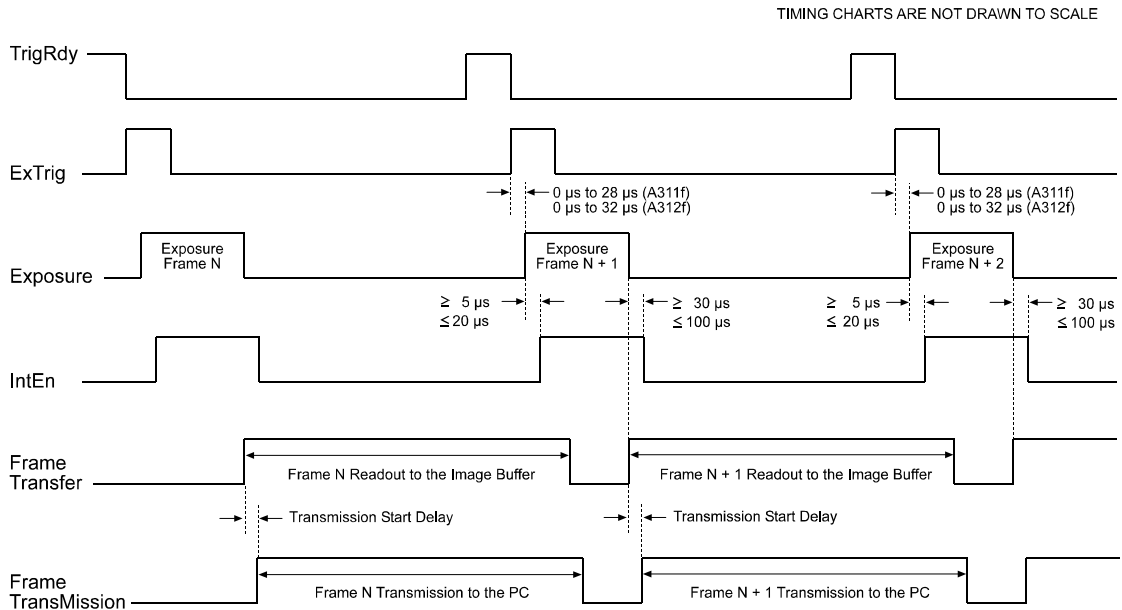 TIMING CHARTS ARE NOT DRAWN TO SCALE
TrigRdy
ExTrig
0 µs to 28 µs (A311f)
0 µs to 32 µs (A312f)
0 µs to 28 µs (A311f)
0 µs to 32 µs (A312f)
Exposure
Exposure
Frame N
Exposure
Frame N + 1
Exposure
Frame N + 2
≥ 5 µs
≤ 20 µs
≥ 30 µs
≤ 100 µs
≥ 5 µs
≤ 20 µs
≥ 30 µs
≤ 100 µs
IntEn
Frame
Transfer
Frame N Readout to the Image Buffer
Frame N + 1 Readout to the Image Buffer
Transmission Start Delay
Transmission Start Delay
Frame
TransMission
Frame N Transmission to the PC
Frame N + 1 Transmission to the PC